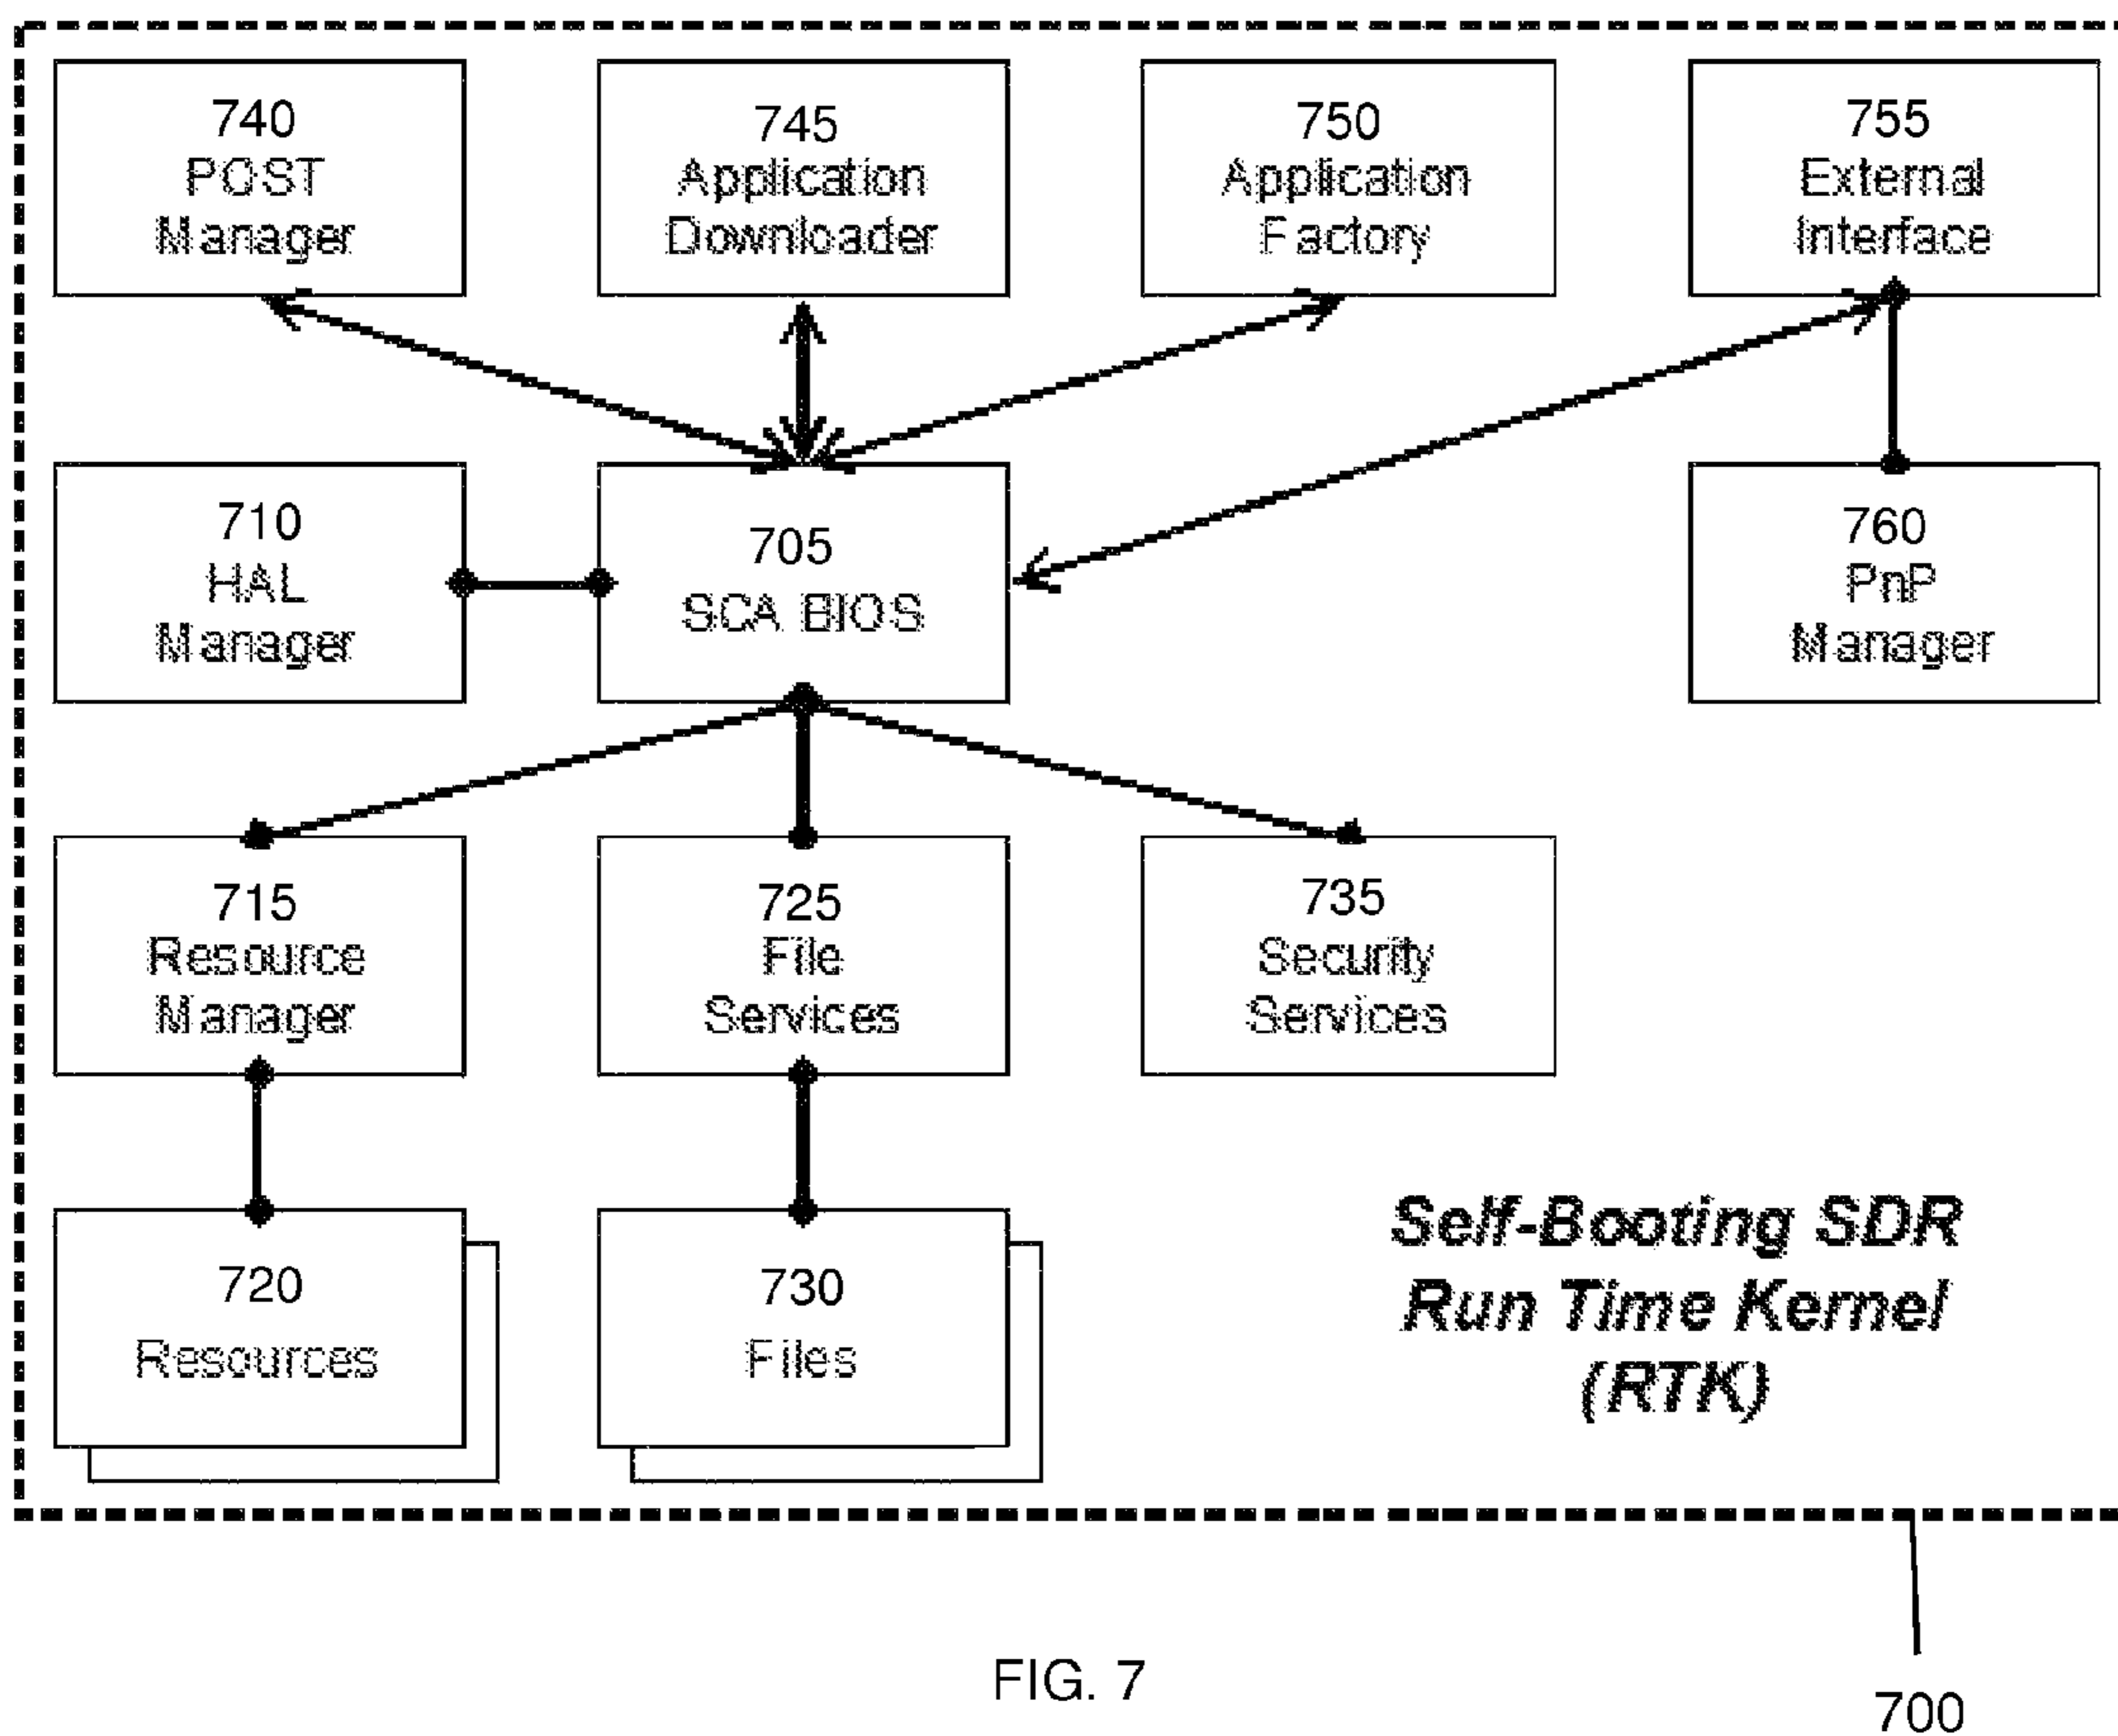 740
POST
Manager
745
Application
Downloader
750
Application
Factory
755
External
Interface
710
HAL
Manager
705
SCA BIOS
760
PnP
Manager
715
Resource
Manager
725
File
Services
735
Security
Services
720
Resources
730
Files
Self-Booting SDR
Run Time Kernel
(RTK)
FIG. 7
700